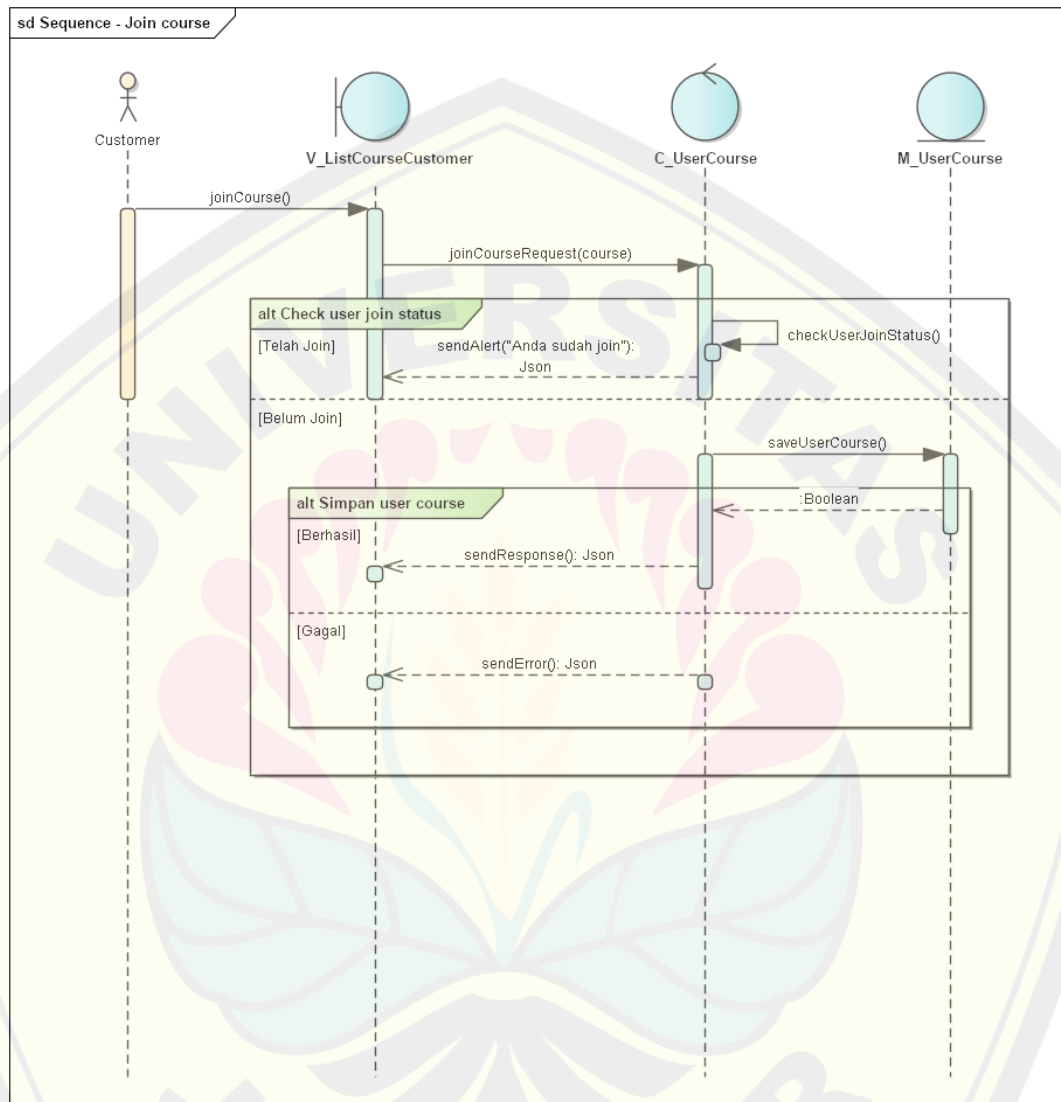 sd Sequence - Join course
Customer
V_ListCourseCustomer
C_UserCourse
M_UserCourse
joinCourse()
joinCourseRequest(course)
alt Check user join status
checkUserJoinStatus()
[Telah Join]
sendAlert("Anda sudah join"):
Json
[Belum Join]
saveUserCourse()
alt Simpan user course
:Boolean
[Berhasil]
sendResponse(): Json
[Gagal]
sendError(): Json
UNIVERSITAS